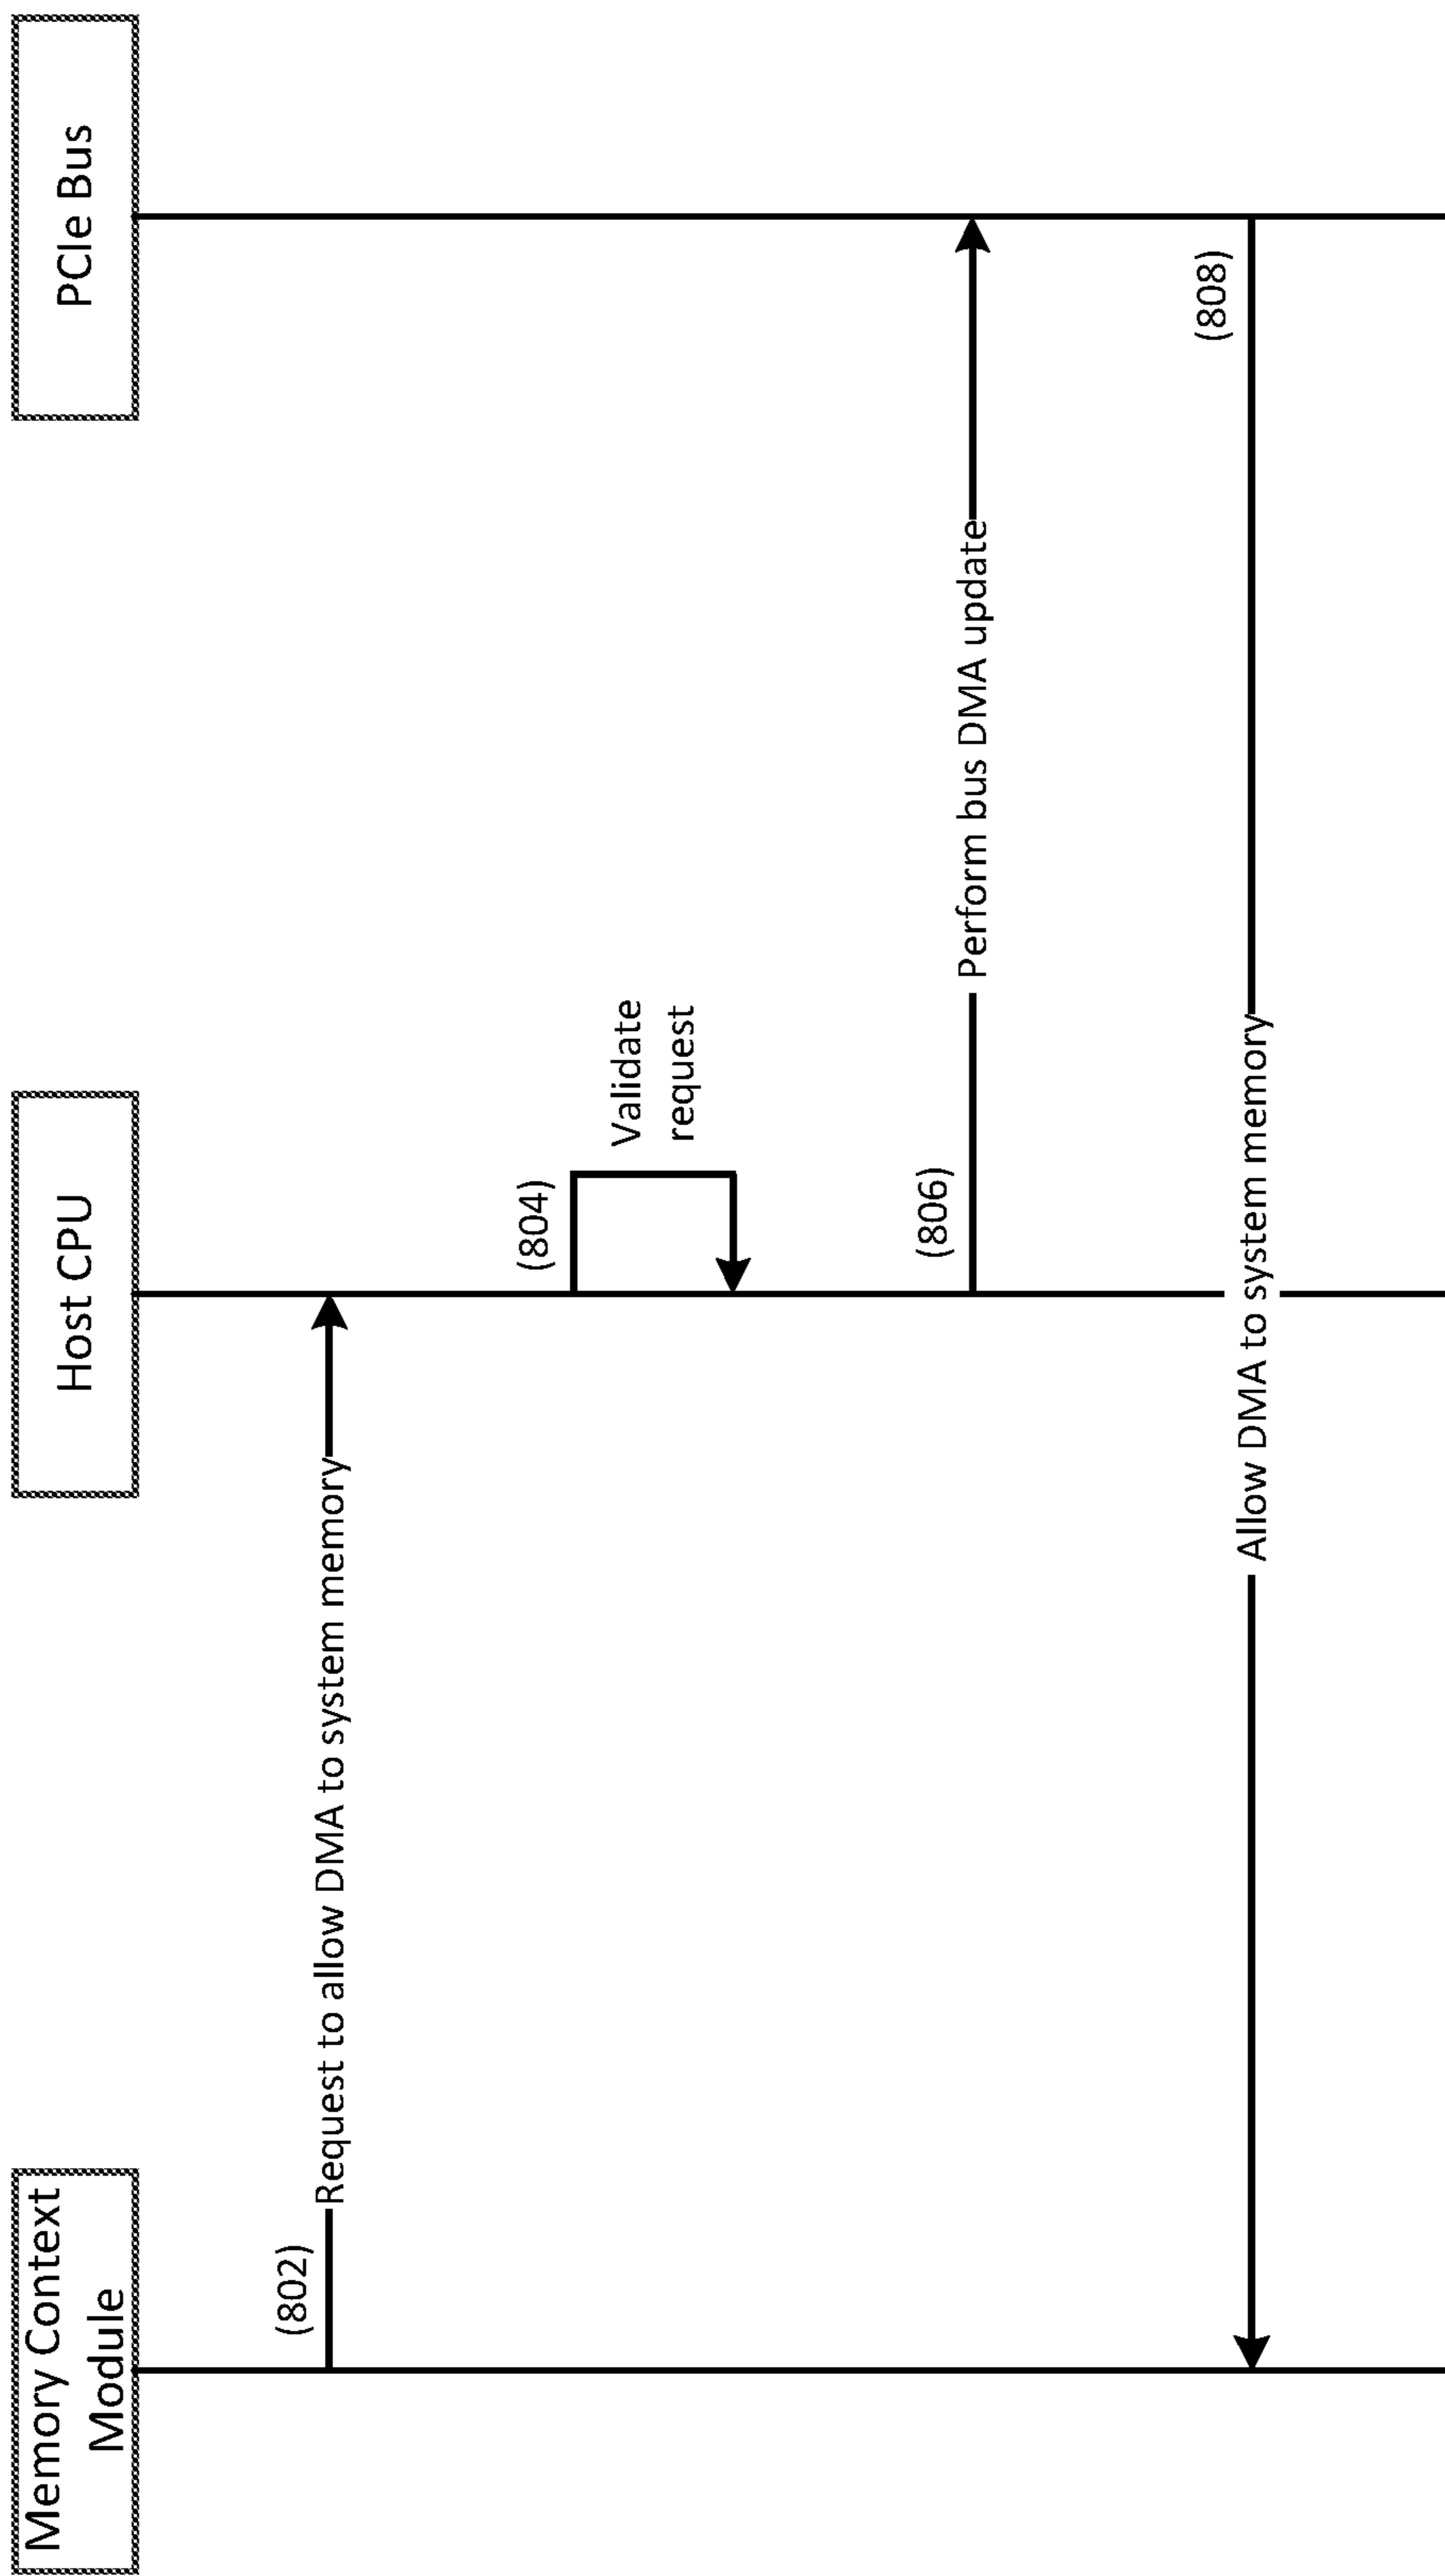 Memory Context
Module
Host CPU
PCIe Bus
(802)
Request to allow DMA to system memory
(804)
Validate
request
(806)
Perform bus DMA update
(808)
Allow DMA to system memory